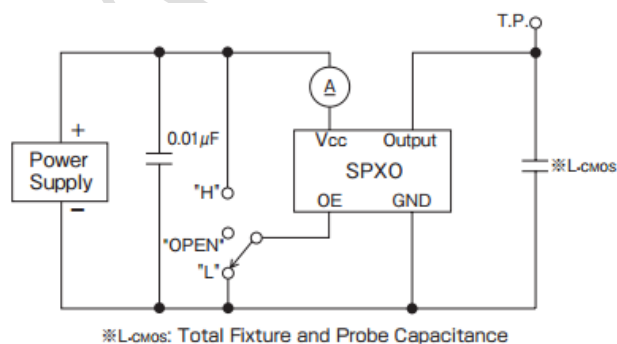 T.P.
A
+
0.01μF
Vcc Output
Power
Supply
SPXO
※L-CMOS
"H"
OE GND
−
"OPEN"
"L"
※L-CMOS: Total Fixture and Probe Capacitance